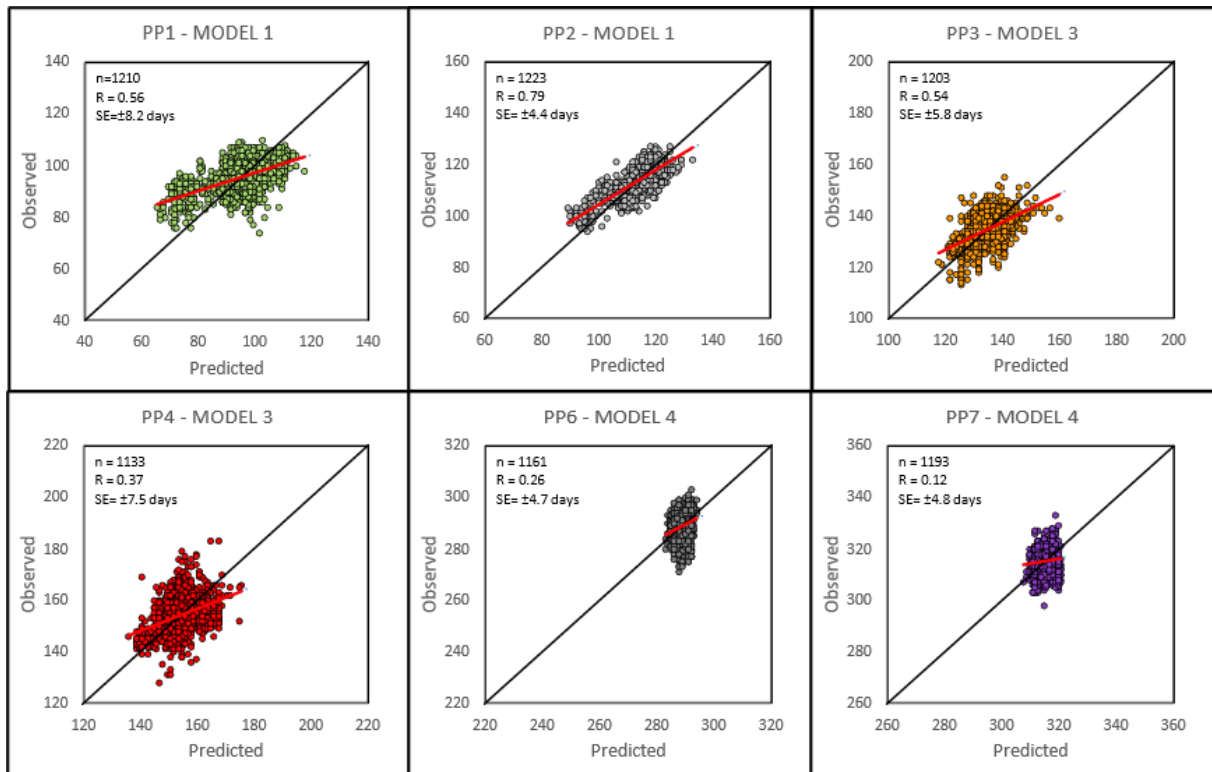 PP1 - MODEL 1
140
120
100
80
60
40
n=1210
R = 0.56
SE=±8.2 days
Observed
40 60 80 100 120 140
Predicted
PP2 - MODEL 1
160
140
120
100
80
60
n = 1223
R = 0.79
SE= ±4.4 days
Observed
60 80 100 120 140 160
Predicted
PP3 - MODEL 3
200
180
160
140
120
100
n = 1203
R = 0.54
SE= ±5.8 days
Observed
100 120 140 160 180 200
Predicted
PP4 - MODEL 3
220
200
180
160
140
120
n = 1133
R = 0.37
SE= ±7.5 days
Observed
120 140 160 180 200 220
Predicted
PP6 - MODEL 4
320
300
280
260
240
220
n = 1161
R = 0.26
SE= ±4.7 days
Observed
220 240 260 280 300 320
Predicted
PP7 - MODEL 4
360
340
320
300
280
260
n = 1193
R = 0.12
SE= ±4.8 days
Observed
260 280 300 320 340 360
Predicted